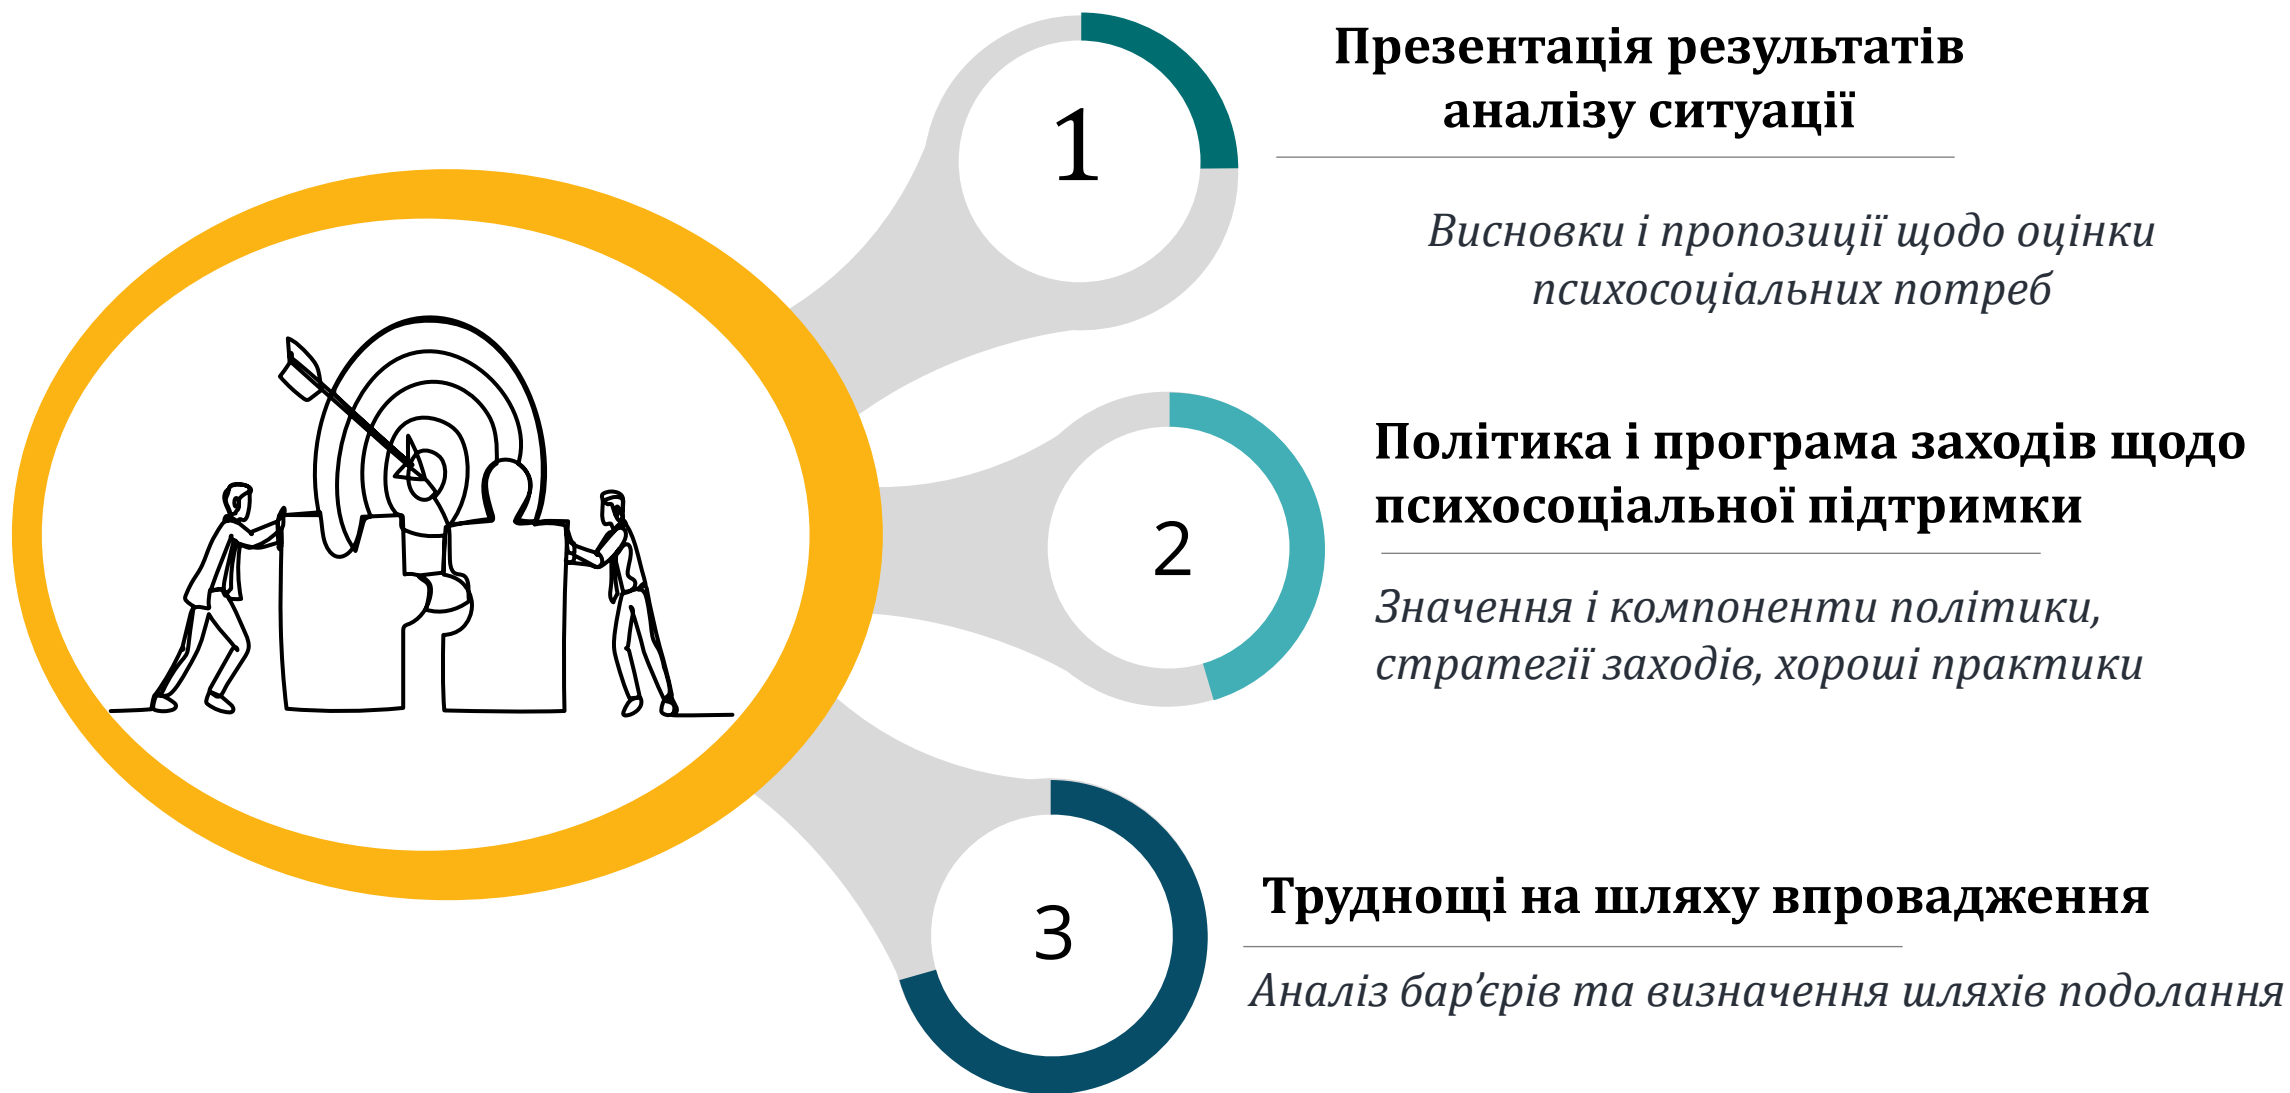 1
Презентація результатів
аналізу ситуації
Висновки і пропозиції щодо оцінки
психосоціальних потреб
2
Політика і програма заходів щодо
психосоціальної підтримки
Значення і компоненти політики,
стратегії заходів, хороші практики
3
Труднощі на шляху впровадження
Аналіз бар’єрів та визначення шляхів подолання